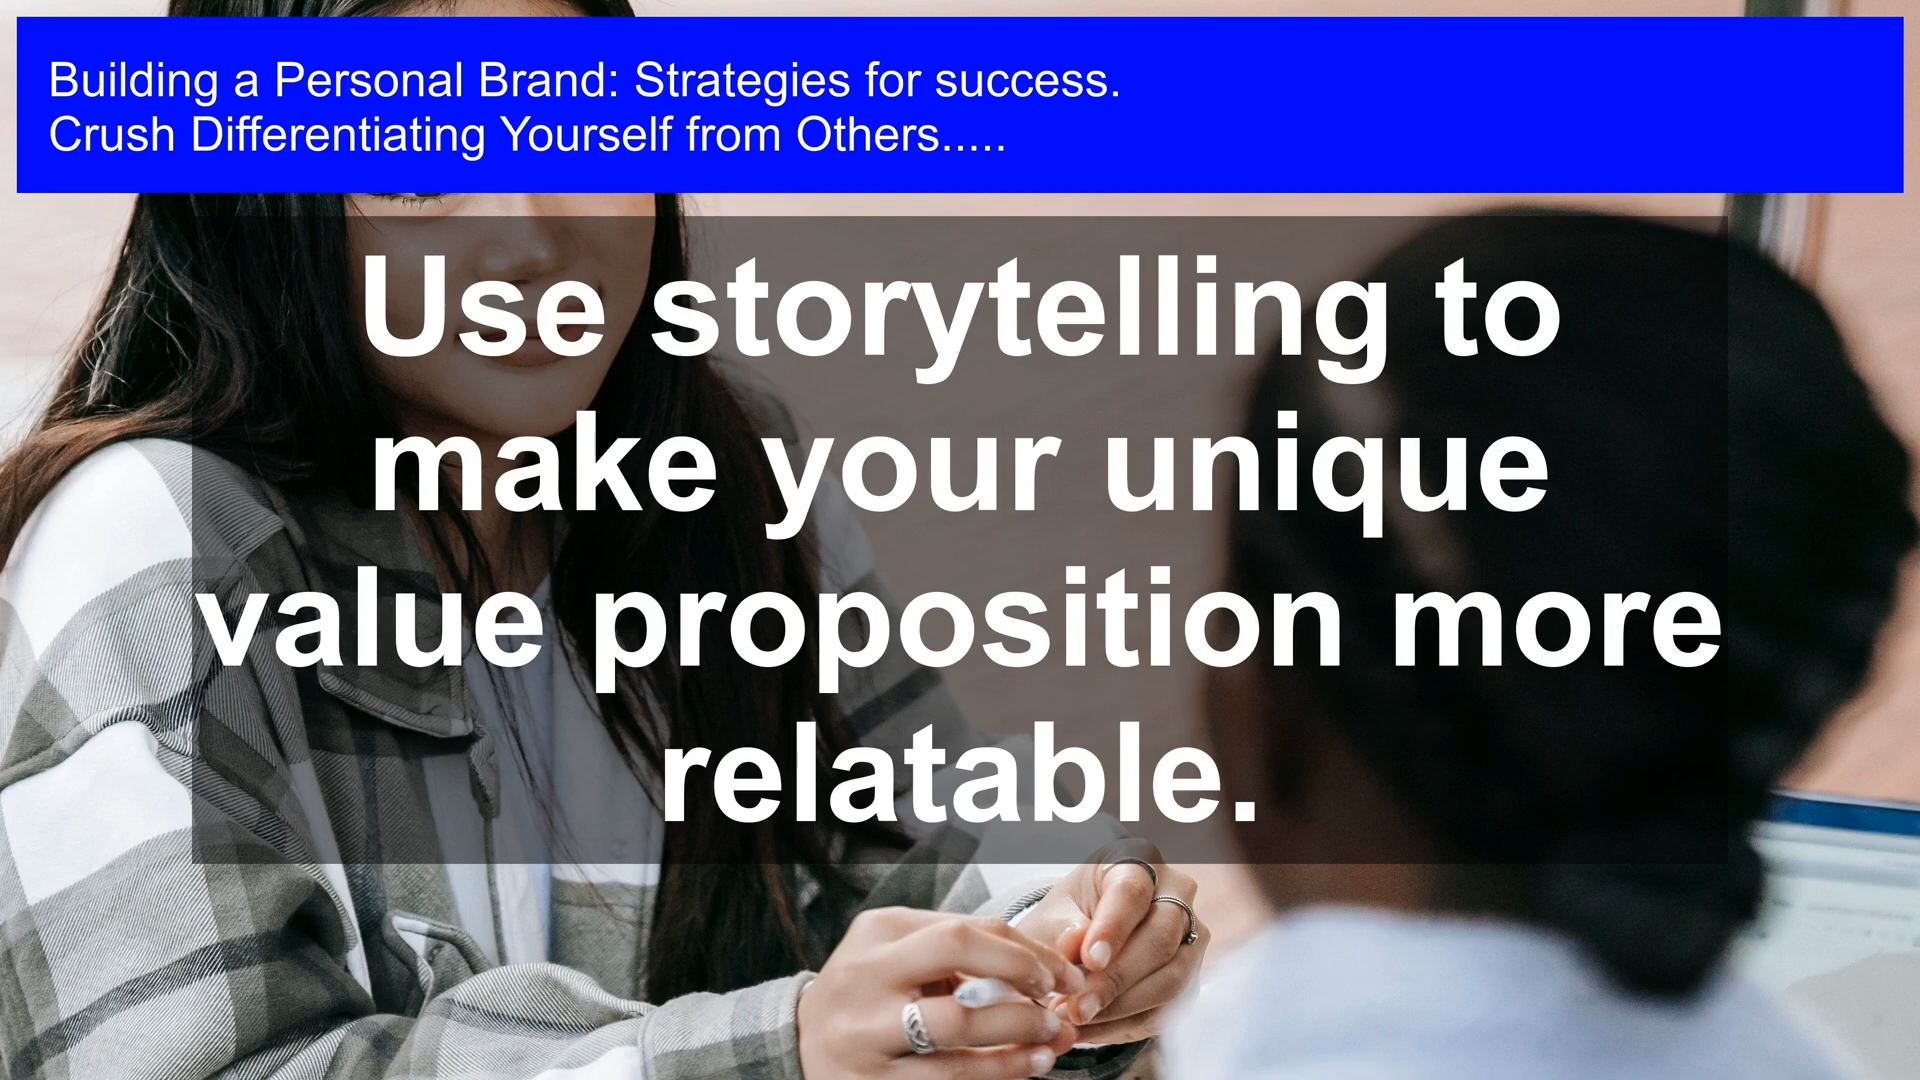 Building a Personal Brand: Strategies for success.
Crush Differentiating Yourself from Others.....
Use storytelling to
make your unique
value proposition more
relatable.